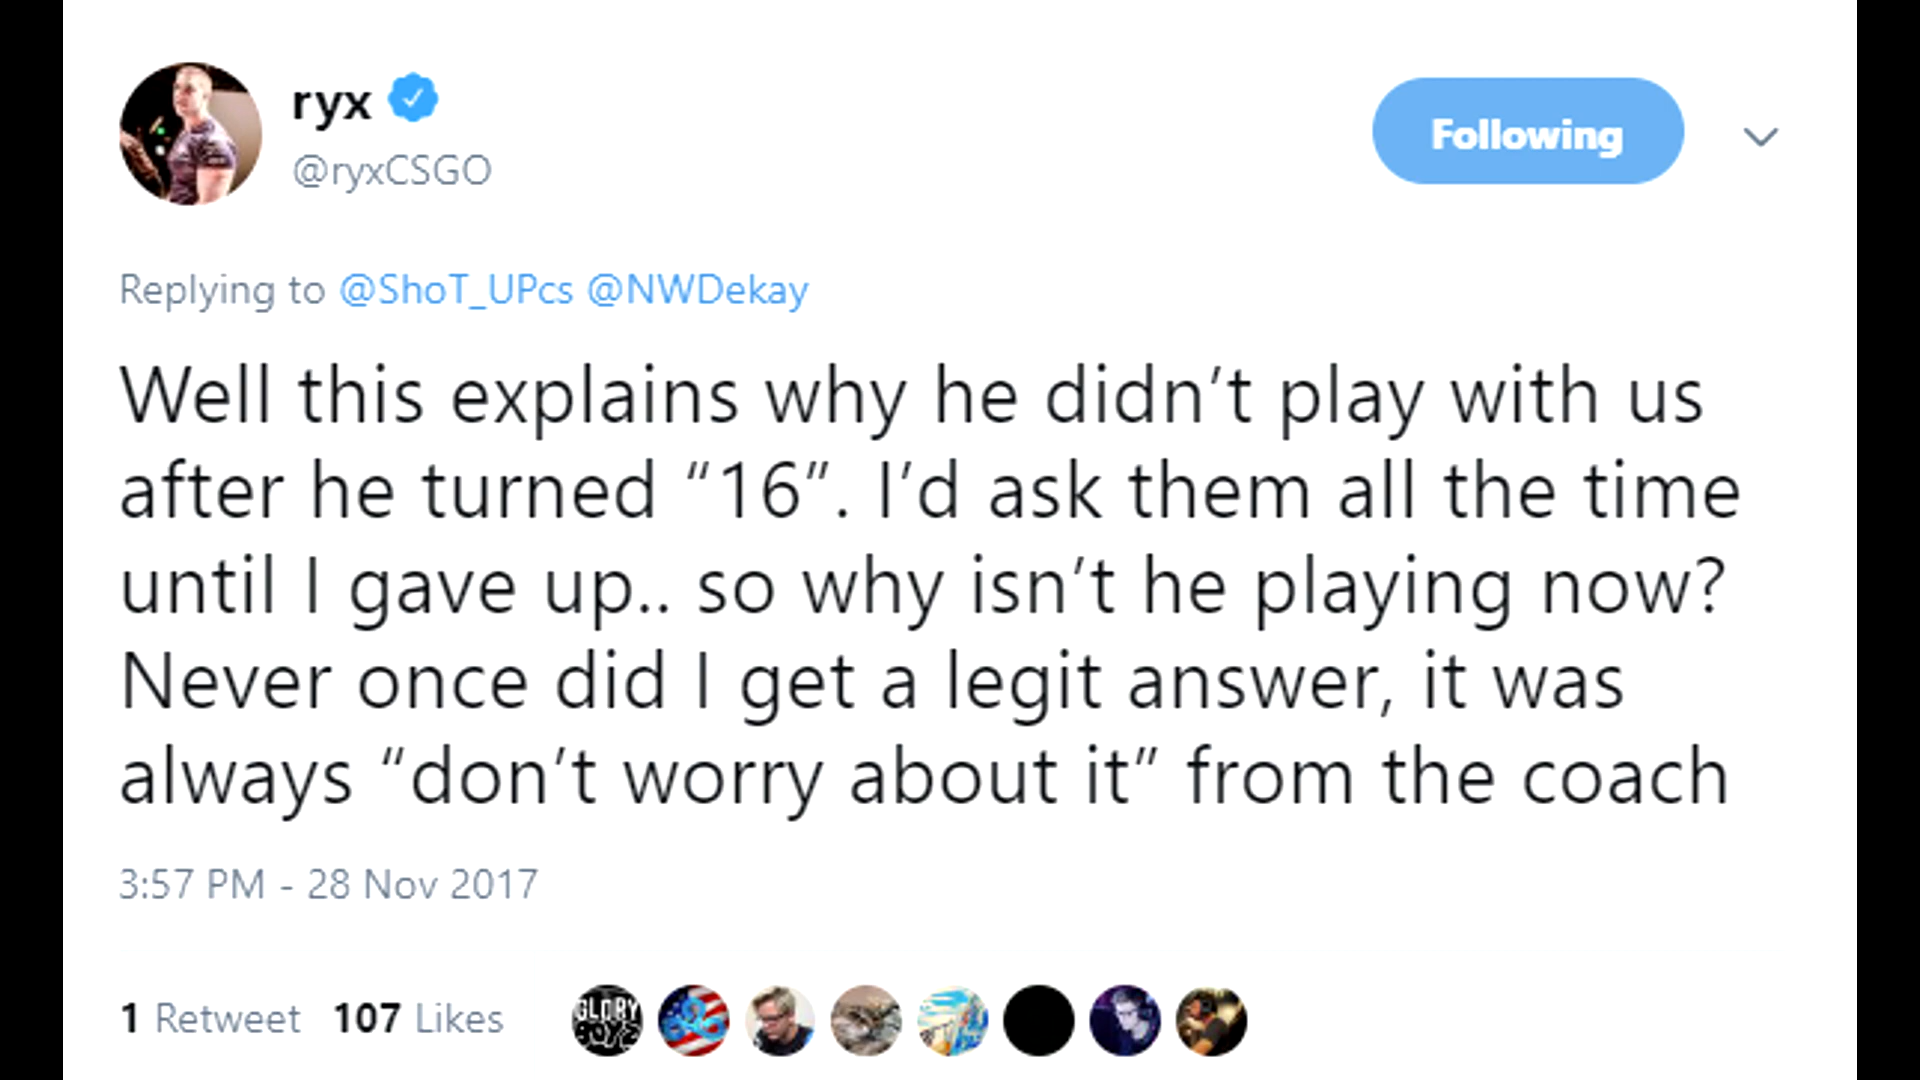 ryx
@ryxCSGO
Following
Replying to @ShoT_UPcs @NWDekay
Well this explains why he didn’t play with us
after he turned “16”. I’d ask them all the time
until I gave up.. so why isn’t he playing now?
Never once did I get a legit answer, it was
always “don’t worry about it” from the coach
3:57 PM - 28 Nov 2017
1 Retweet 107 Likes
GLORY
BOYZ